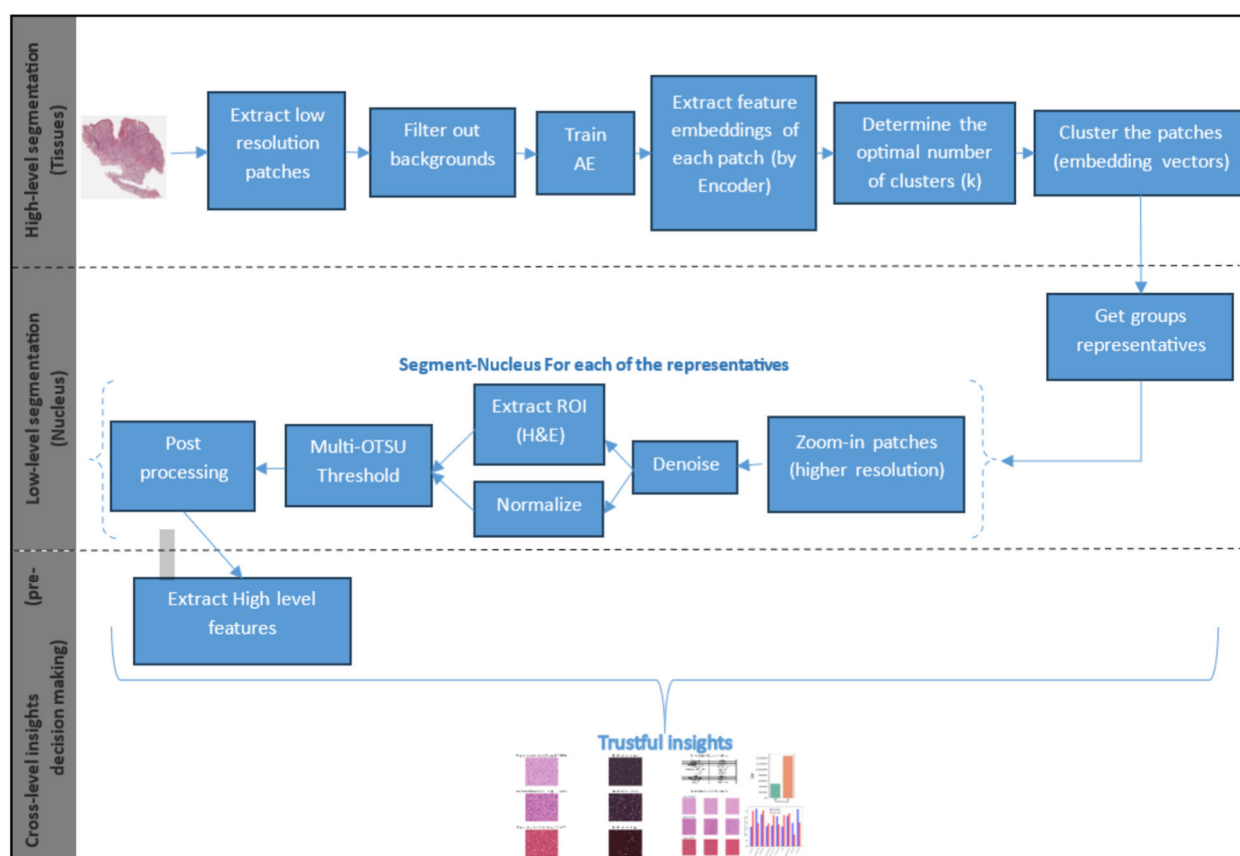 High-level segmentation
(Tissues)
Extract low
resolution
patches
Filter out
backgrounds
Train
AE
Extract feature
embeddings of
each patch (by
Encoder)
Determine the
optimal number
of clusters (k)
Cluster the patches
(embedding vectors)
Low-level segmentation
(Nucleus)
Get groups
representatives
Segment-Nucleus For each of the representatives
Zoom-in patches
(higher resolution)
Denoise
Extract ROI
(H&E)
Normalize
Multi-OTSU
Threshold
Post
processing
Cross-level insights (pre-
decision making)
Extract High level
features
Trustful insights